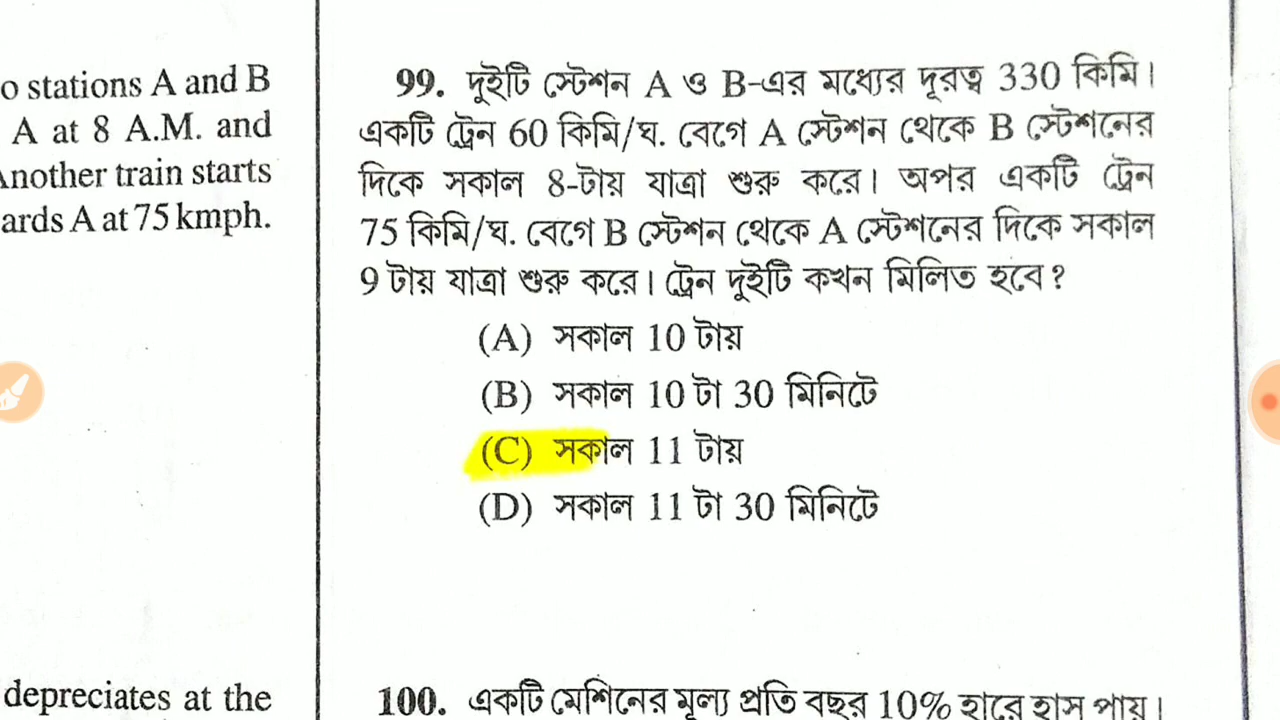 o stations A and B
A at 8 A.M. and
Another train starts
ards A at 75 kmph.
99. দুইটি স্টেশন A ও B-এর মধ্যের দূরত্ব 330 কিমি।
একটি ট্রেন 60 কিমি/ঘ. বেগে A স্টেশন থেকে B স্টেশনের
দিকে সকাল 8-টায় যাত্রা শুরু করে। অপর একটি ট্রেন
75 কিমি/ঘ. বেগে B স্টেশন থেকে A স্টেশনের দিকে সকাল
9 টায় যাত্রা শুরু করে। ট্রেন দুইটি কখন মিলিত হবে?
(A) সকাল 10 টায়
(B) সকাল 10 টা 30 মিনিটে
(C) সকাল 11 টায়
(D) সকাল 11 টা 30 মিনিটে
depreciates at the
100. একটি মেশিনের মূল্য প্রতি বছর 10% হারে হ্রাস পায়।